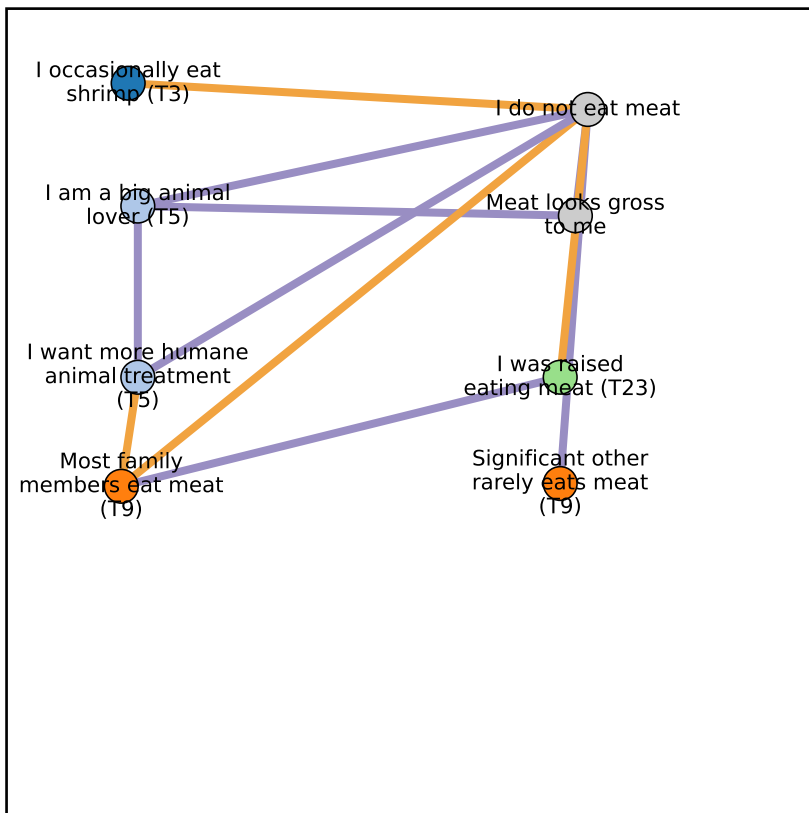 I occasionally eat
shrimp (T3)
I do not eat meat
I am a big animal
lover (T5)
Meat looks gross
to me
I want more humane
animal treatment
(T5)
I was raised
eating meat (T23)
Most family
members eat meat
(T9)
Significant other
rarely eats meat
(T9)